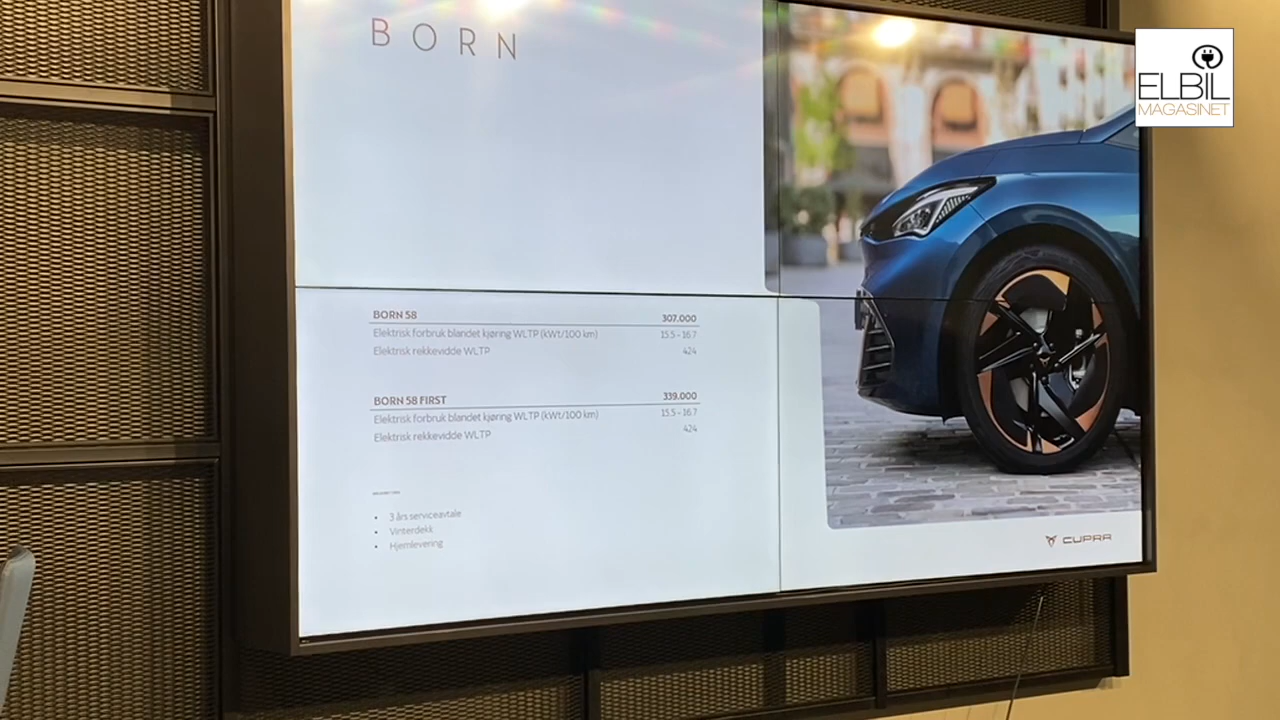 BORN
ELBIL
MAGASINET
BORN 58 307.000
Elektrisk forbruk blandet kjøring WLTP (kWt/100 km) 15.5 - 16.7
Elektrisk rekkevidde WLTP 424
BORN 58 FIRST 339.000
Elektrisk forbruk blandet kjøring WLTP (kWt/100 km) 15.5 - 16.7
Elektrisk rekkevidde WLTP 424
• 3 års serviceavtale
• Vinterdekk
• Hjemlevering
CUPRA